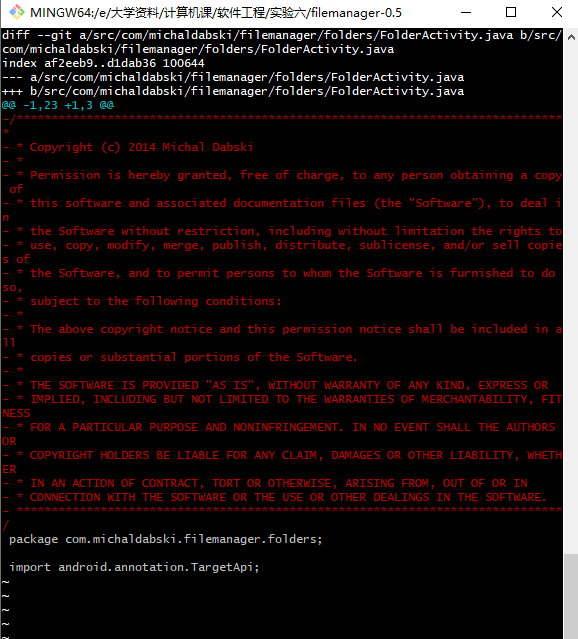 MINGW64:/e/大学资料/计算机课/软件工程/实验六/filemanager-0.5
diff --git a/src/com/michaldabski/filemanager/folders/FolderActivity.java b/src/
com/michaldabski/filemanager/folders/FolderActivity.java
index af2eeb9..d1dab36 100644
--- a/src/com/michaldabski/filemanager/folders/FolderActivity.java
+++ b/src/com/michaldabski/filemanager/folders/FolderActivity.java
@@ -1,23 +1,3 @@
-/*****************************************************************************
*
- * Copyright (c) 2014 Michal Dabski
- *
- * Permission is hereby granted, free of charge, to any person obtaining a copy
 of
- * this software and associated documentation files (the "Software"), to deal i
n
- * the Software without restriction, including without limitation the rights to
- * use, copy, modify, merge, publish, distribute, sublicense, and/or sell copie
s of
- * the Software, and to permit persons to whom the Software is furnished to do
so,
- * subject to the following conditions:
- *
- * The above copyright notice and this permission notice shall be included in a
ll
- * copies or substantial portions of the Software.
- *
- * THE SOFTWARE IS PROVIDED "AS IS", WITHOUT WARRANTY OF ANY KIND, EXPRESS OR
- * IMPLIED, INCLUDING BUT NOT LIMITED TO THE WARRANTIES OF MERCHANTABILITY, FIT
NESS
- * FOR A PARTICULAR PURPOSE AND NONINFRINGEMENT. IN NO EVENT SHALL THE AUTHORS
OR
- * COPYRIGHT HOLDERS BE LIABLE FOR ANY CLAIM, DAMAGES OR OTHER LIABILITY, WHETH
ER
- * IN AN ACTION OF CONTRACT, TORT OR OTHERWISE, ARISING FROM, OUT OF OR IN
- * CONNECTION WITH THE SOFTWARE OR THE USE OR OTHER DEALINGS IN THE SOFTWARE.
- *****************************************************************************
/
 package com.michaldabski.filemanager.folders;

 import android.annotation.TargetApi;
~
~
~
~
~